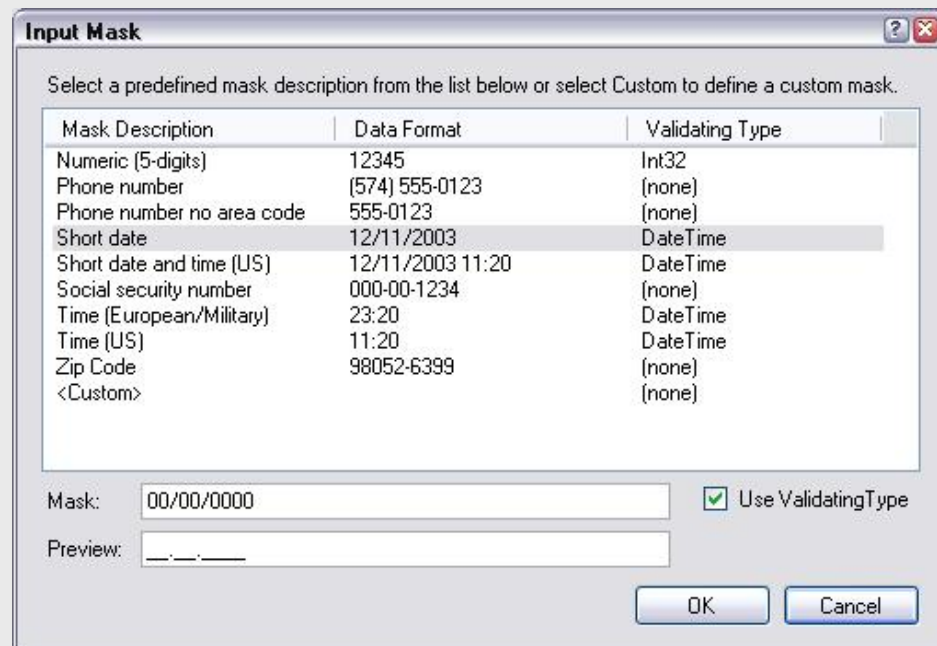 Input Mask
Select a predefined mask description from the list below or select Custom to define a custom mask.
Mask Description Data Format Validating Type
Numeric (5-digits) 12345 Int32
Phone number (574) 555-0123 (none)
Phone number no area code 555-0123 (none)
Short date 12/11/2003 DateTime
Short date and time (US) 12/11/2003 11:20 DateTime
Social security number 000-00-1234 (none)
Time (European/Military) 23:20 DateTime
Time (US) 11:20 DateTime
Zip Code 98052-6399 (none)
<Custom> (none)
Mask: 00/00/0000 Use ValidatingType
Preview: __.__.____
OK Cancel